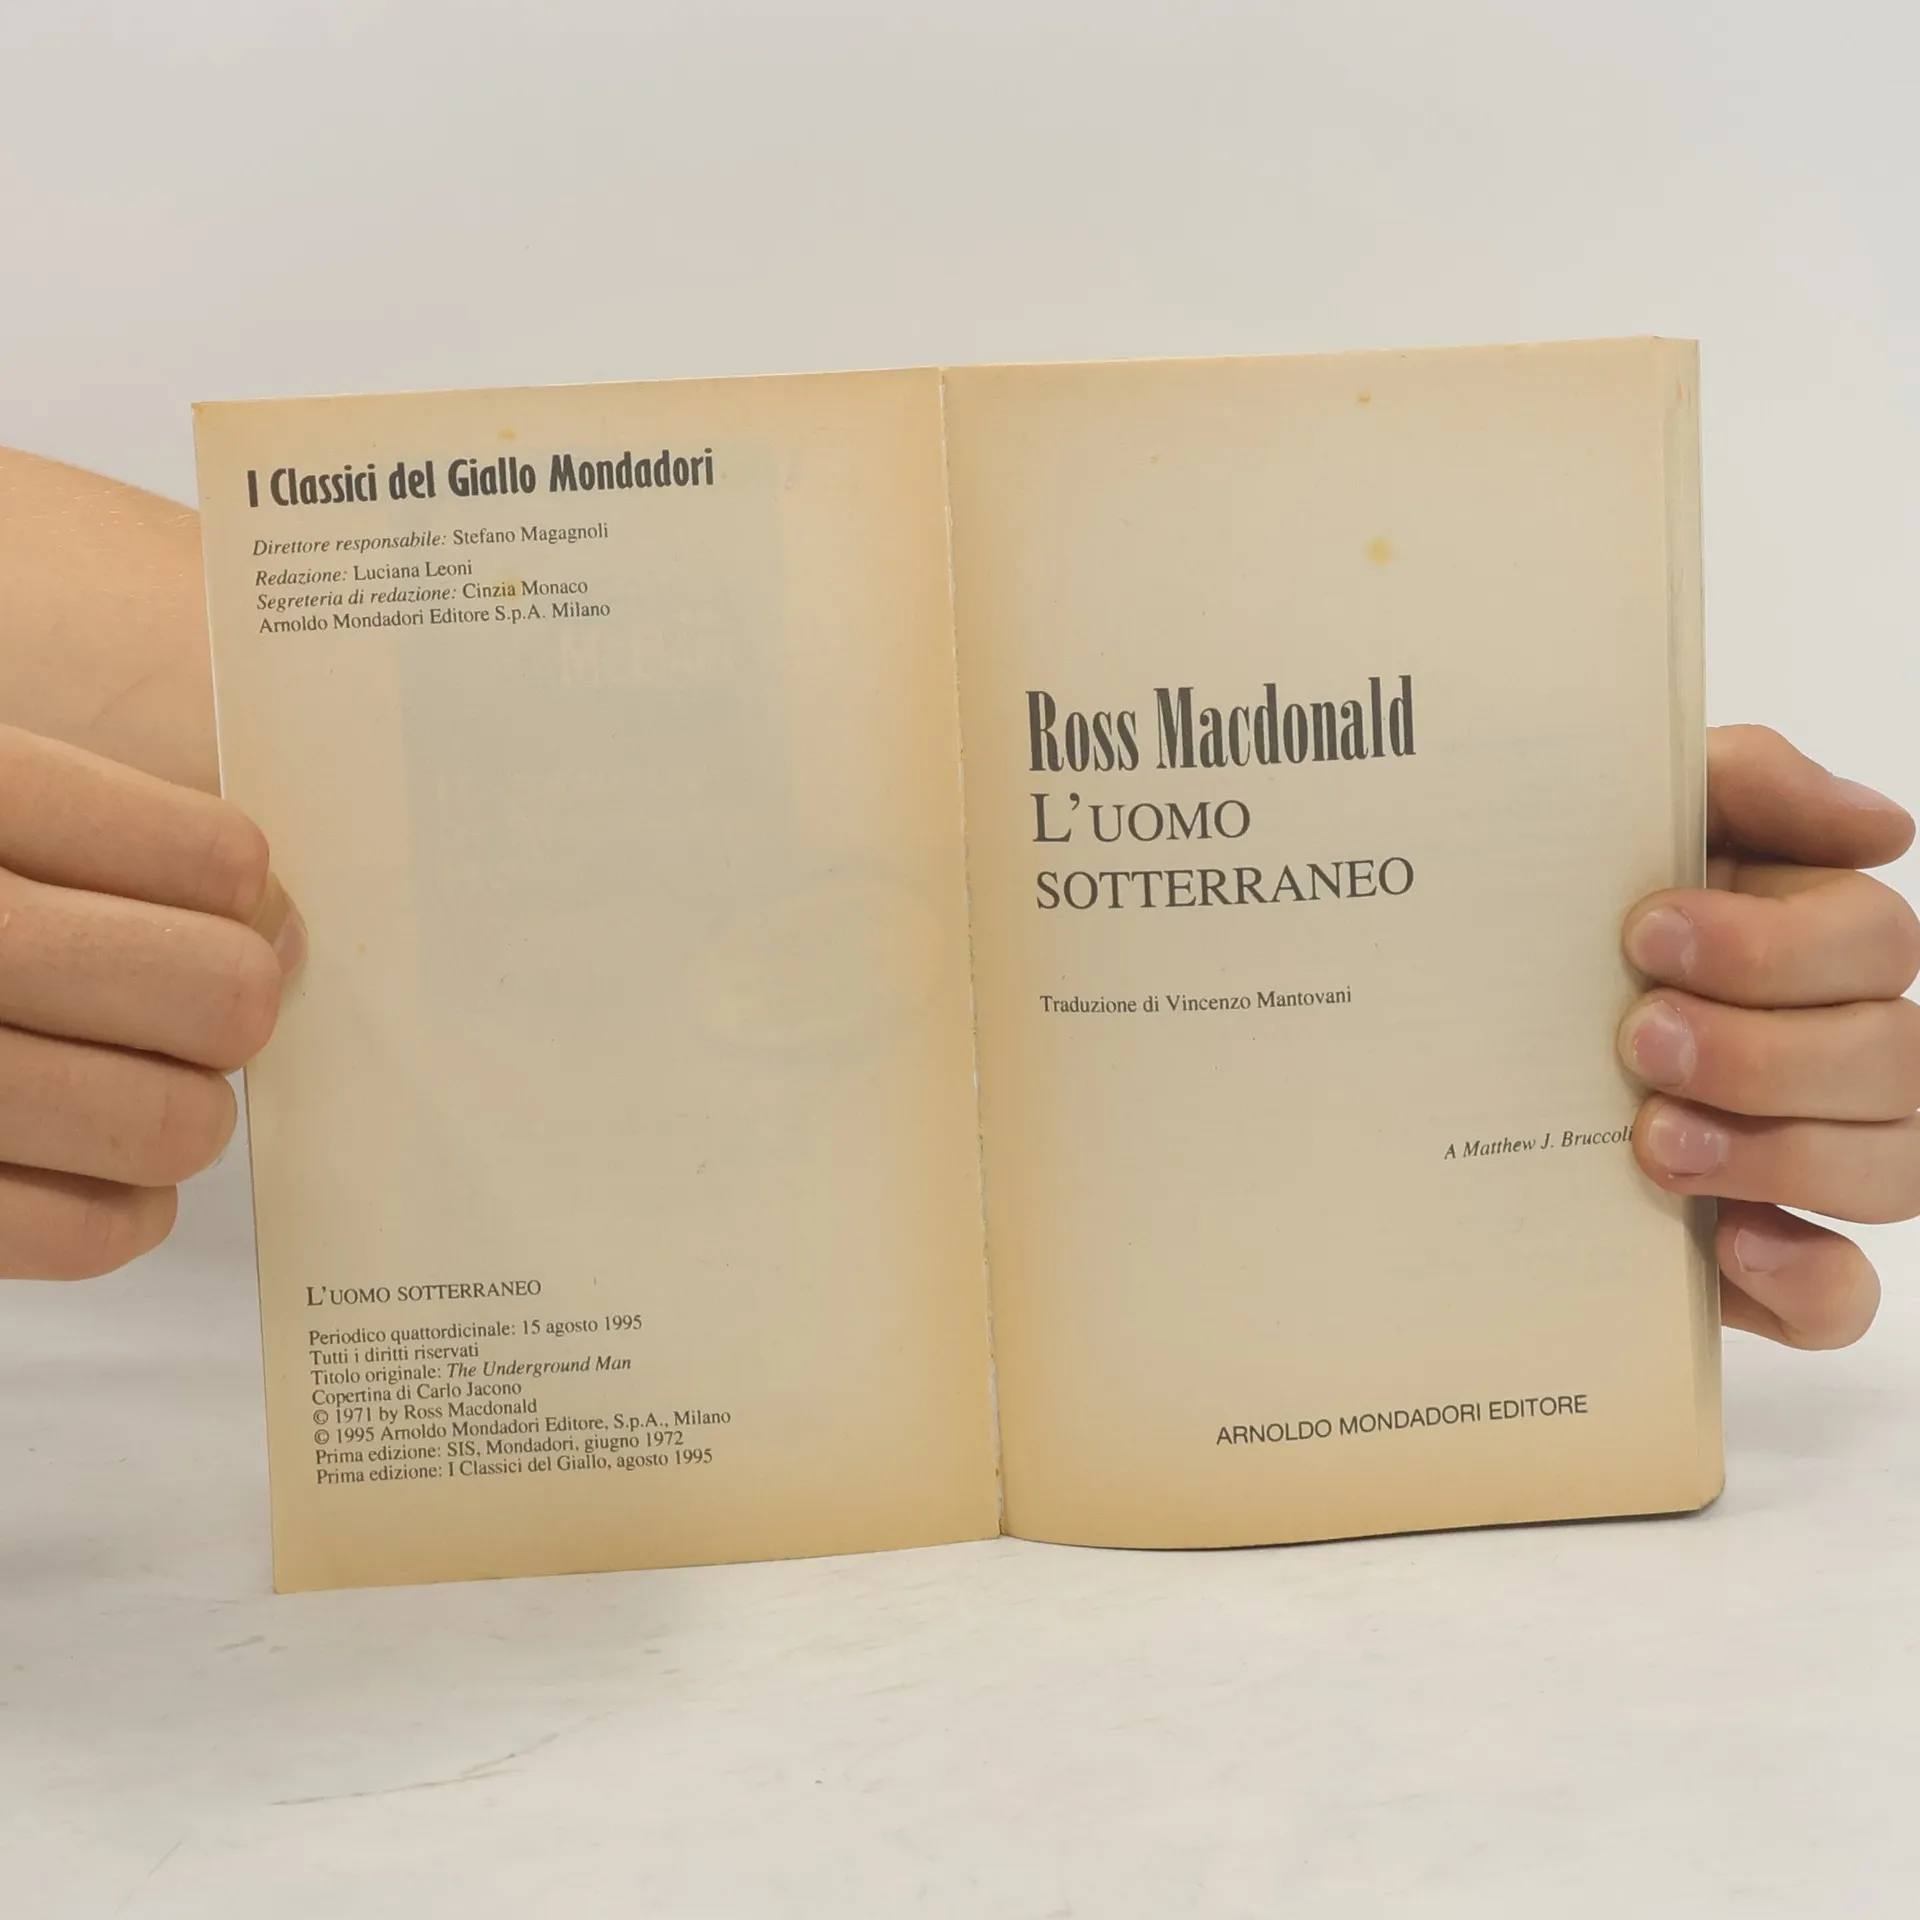 I Classici del Giallo Mondadori
Direttore responsabile: Stefano Magagnoli
Redazione: Luciana Leoni
Segreteria di redazione: Cinzia Monaco
Arnoldo Mondadori Editore S.p.A. Milano
L'UOMO SOTTERRANEO
Periodico quattordicinale: 15 agosto 1995
Tutti i diritti riservati
Titolo originale: The Underground Man
Copertina di Carlo Jacono
© 1971 by Ross Macdonald
© 1995 Arnoldo Mondadori Editore, S.p.A., Milano
Prima edizione: SIS, Mondadori, giugno 1972
Prima edizione: I Classici del Giallo, agosto 1995
Ross Macdonald
L'UOMO
SOTTERRANEO
Traduzione di Vincenzo Mantovani
A Matthew J. Bruccoli
ARNOLDO MONDADORI EDITORE